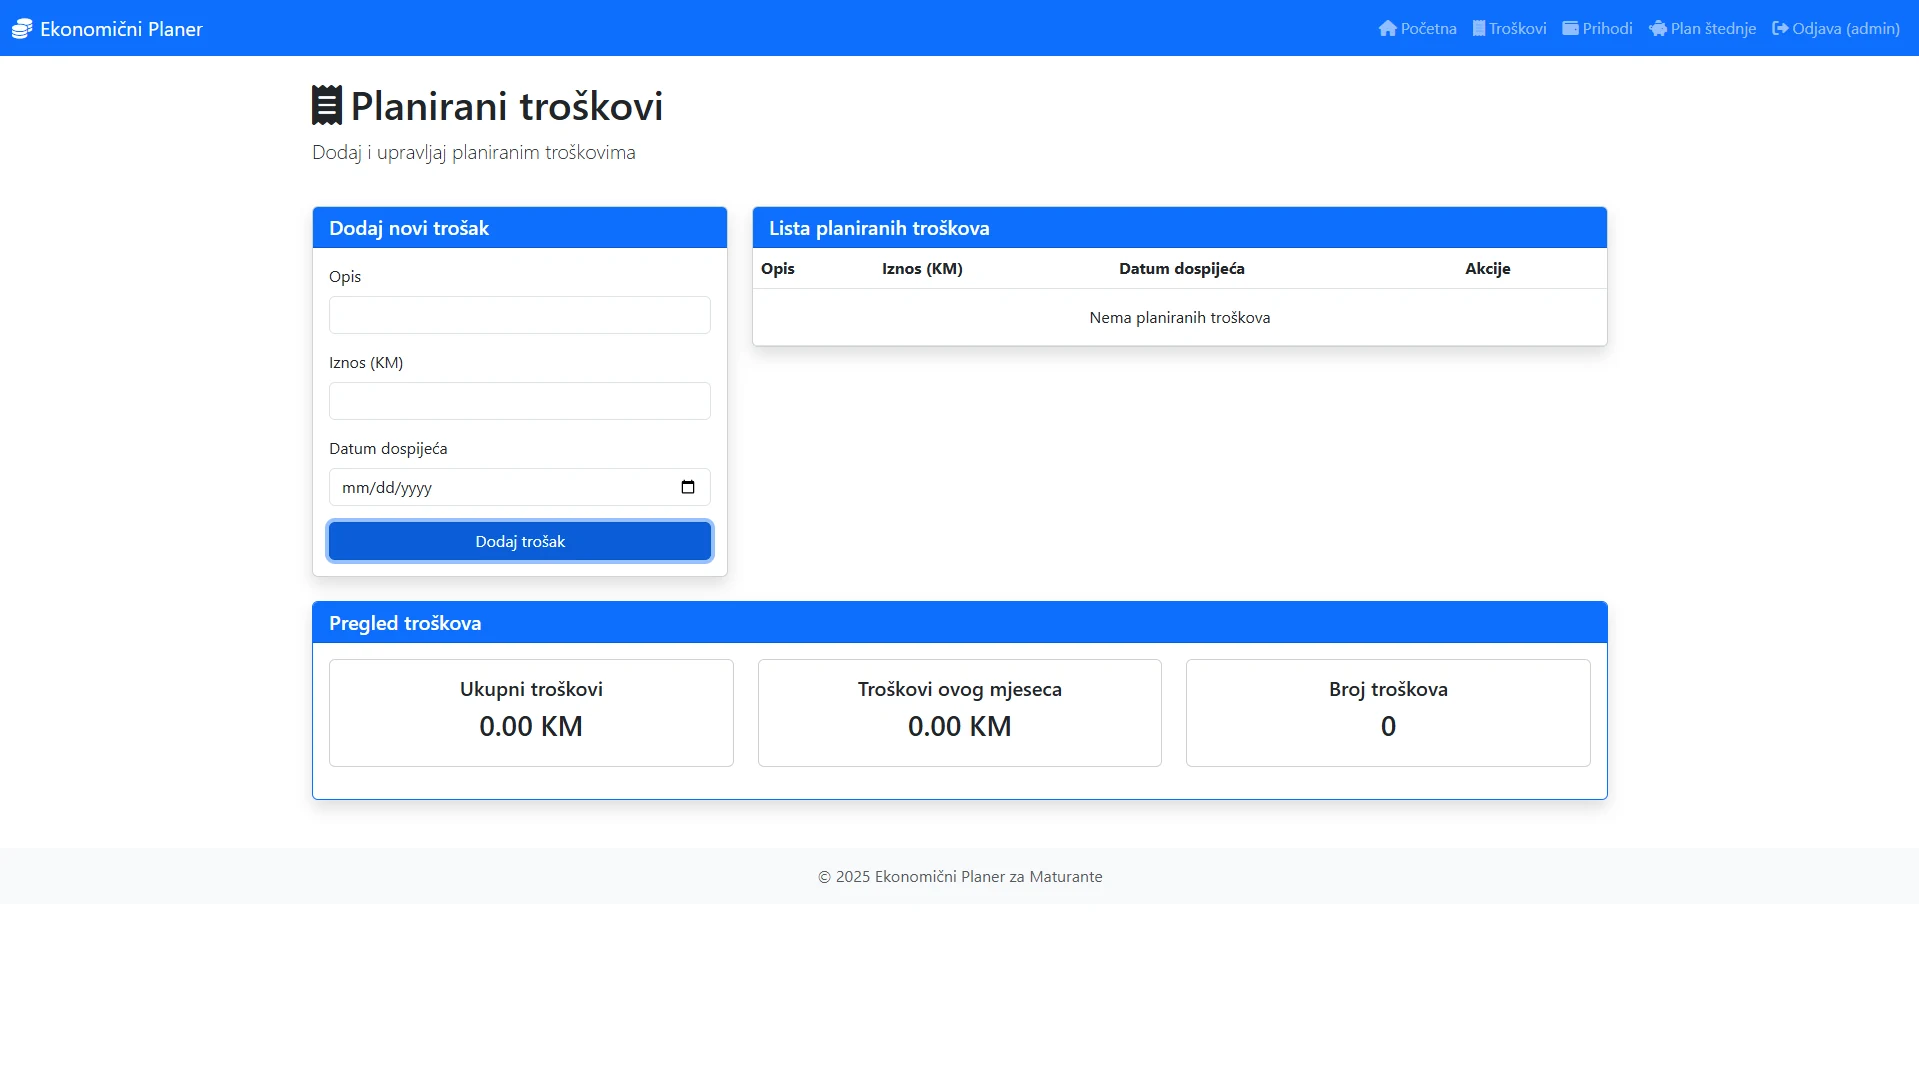 Ekonomični Planer
Početna
Troškovi
Prihodi
Plan štednje
Odjava (admin)
Planirani troškovi
Dodaj i upravljaj planiranim troškovima
Dodaj novi trošak
Opis
Iznos (KM)
Datum dospijeća
mm/dd/yyyy
Dodaj trošak
Lista planiranih troškova
Opis Iznos (KM) Datum dospijeća Akcije
Nema planiranih troškova
Pregled troškova
Ukupni troškovi
0.00 KM
Troškovi ovog mjeseca
0.00 KM
Broj troškova
0
© 2025 Ekonomični Planer za Maturante